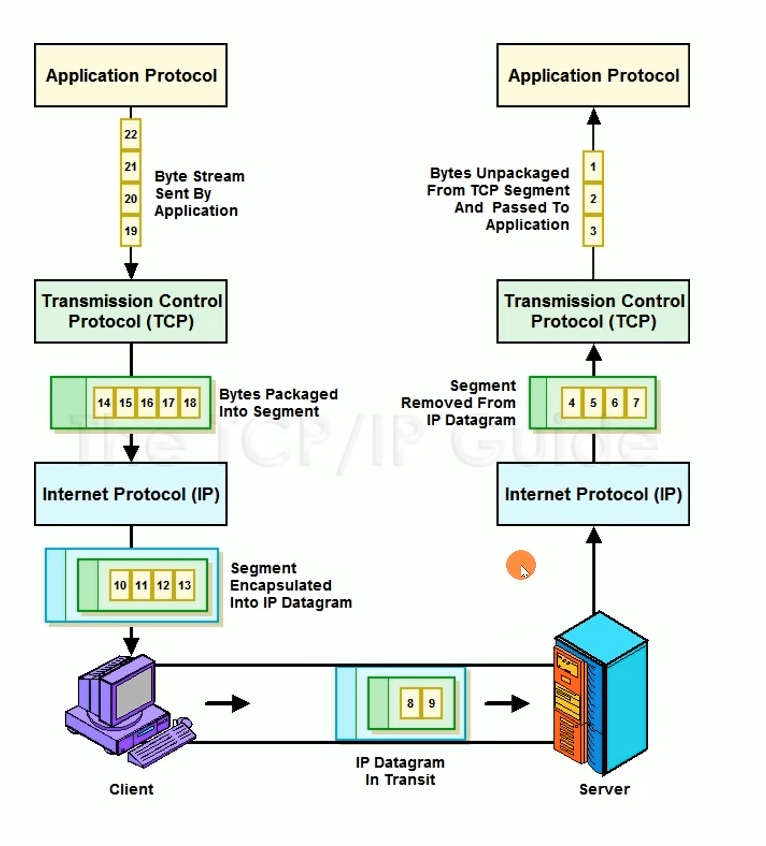 Application Protocol
22
21
20
19
Byte Stream
Sent By
Application
Transmission Control
Protocol (TCP)
14 15 16 17 18
Bytes Packaged
Into Segment
Internet Protocol (IP)
10 11 12 13
Segment
Encapsulated
Into IP Datagram
Client
8 9
IP Datagram
In Transit
Application Protocol
Bytes Unpackaged
From TCP Segment
And Passed To
Application
1
2
3
Transmission Control
Protocol (TCP)
Segment
Removed From
IP Datagram
4 5 6 7
Internet Protocol (IP)
Server
The TCP/IP Guide